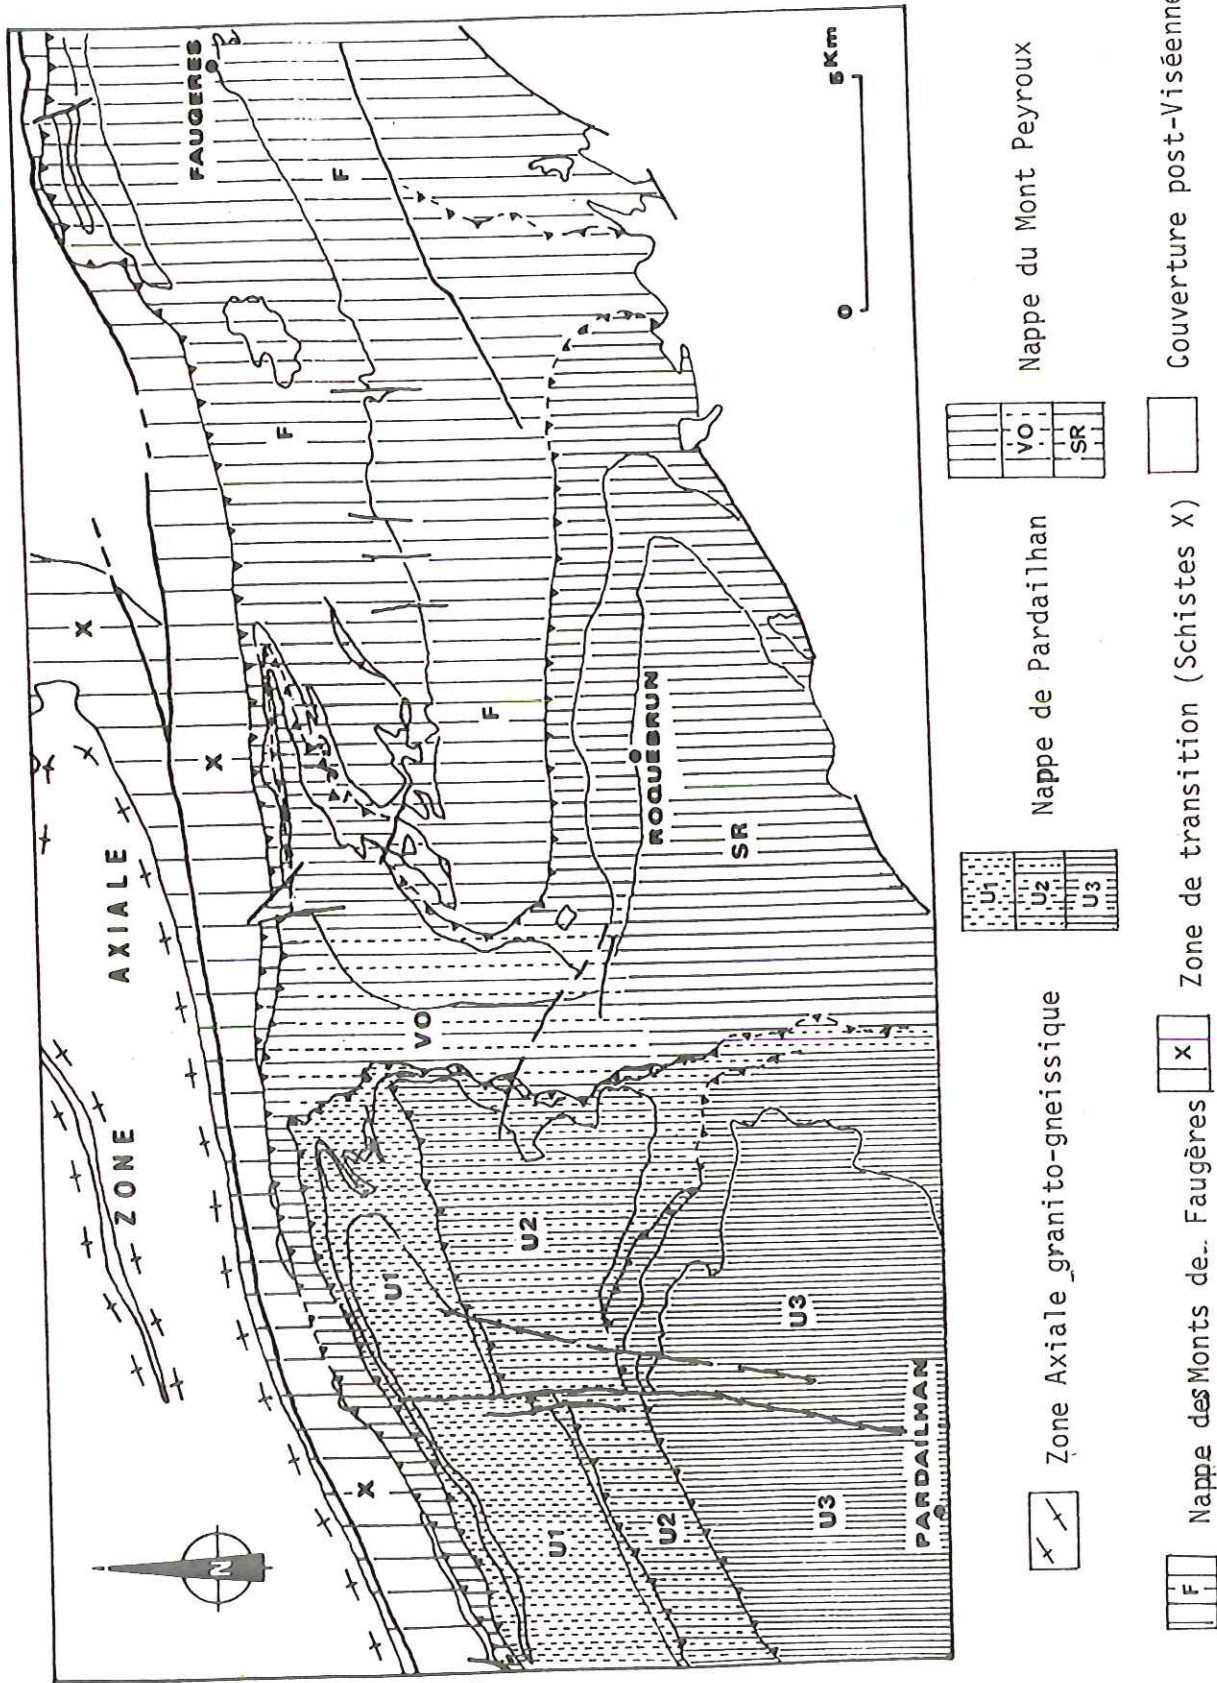 ZONE AXIALE
FAUGERES
X
X
X
F
F
F
VO
U1
U1
U2
U2
U3
U3
SR
ROQUEBRUN
PARDAILHAN
N
0 5 Km
Zone Axiale granito-gneissique
U1
U2
U3
Nappe de Pardailhan
VO
SR
Nappe du Mont Peyroux
F
Nappe des Monts de Faugères
X
Zone de transition (Schistes X)
Couverture post-Viséenne